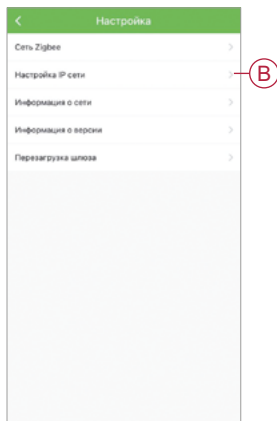 Настройка
Сеть Zigbee
Настройка IP сети
B
Информация о сети
Информация о версии
Перезагрузка шлюза